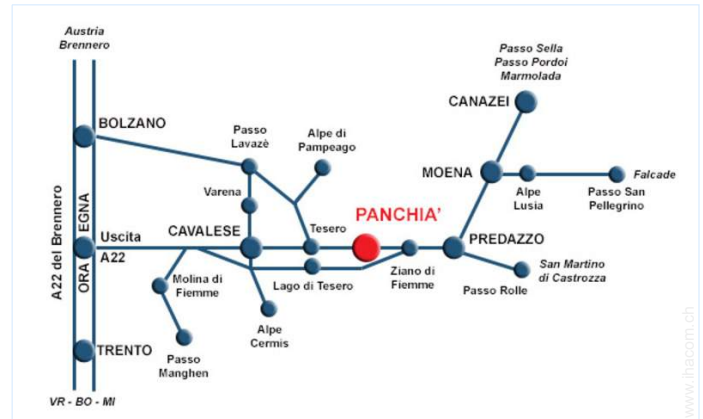 Austria
Brennero
Passo Sella
Passo Pordoi
Marmolada
CANAZEI
BOLZANO
Passo
Lavazè
Alpe di
Pampeago
MOENA
Falcade
Alpe
Lusia
Passo San
Pellegrino
Varena
PANCHIA'
A22 del Brennero
ORA EGNA
Uscita
A22
CAVALESE
Tesero
PREDAZZO
Molina di
Fiemme
Lago di Tesero
Ziano di
Fiemme
San Martino
di Castrozza
Passo Rolle
Alpe
Cermis
TRENTO
Passo
Manghen
VR - BO - MI
www.ihacom.ch